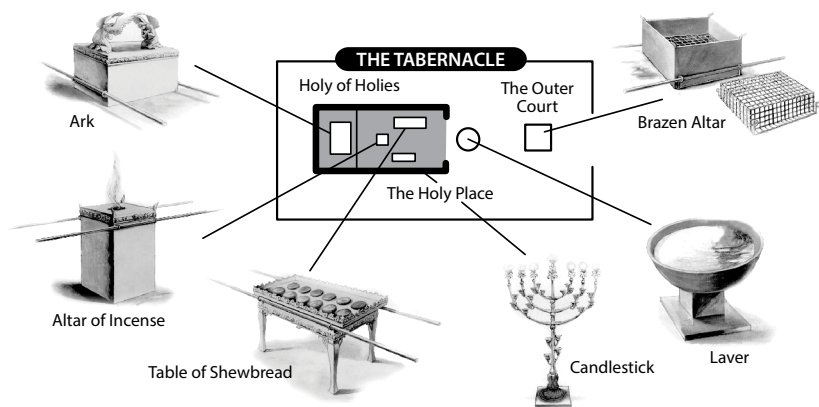 THE TABERNACLE
Holy of Holies
The Outer
Court
Ark
Brazen Altar
The Holy Place
Altar of Incense
Table of Shewbread
Candlestick
Laver